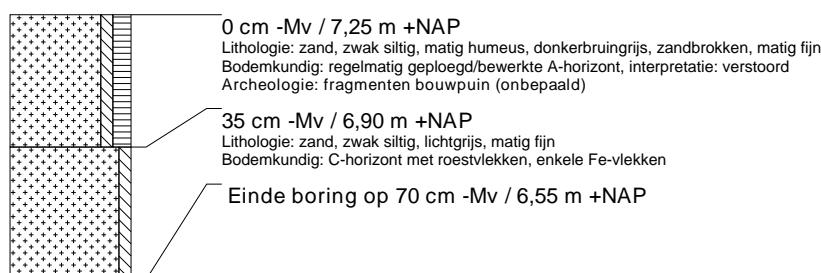 0 cm -Mv / 7,25 m +NAP
Lithologie: zand, zwak siltig, matig humeus, donkerbruingrijs, zandbrokken, matig fijn
Bodemkundig: regelmatig geploegd/bewerkte A-horizont, interpretatie: verstoord
Archeologie: fragmenten bouwpuin (onbepaald)
35 cm -Mv / 6,90 m +NAP
Lithologie: zand, zwak siltig, lichtgrijs, matig fijn
Bodemkundig: C-horizont met roestvlekken, enkele Fe-vlekken
Einde boring op 70 cm -Mv / 6,55 m +NAP